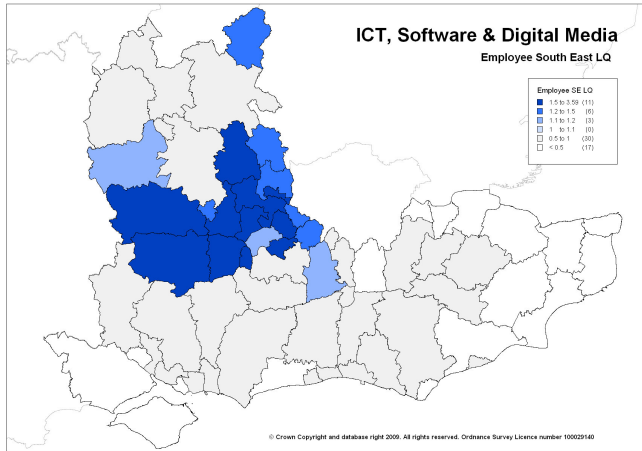 ICT, Software & Digital Media
Employee South East LQ
Employee SE LQ
1.5 to 3.59 (11)
1.2 to 1.5 (6)
1.1 to 1.2 (3)
1 to 1.1 (0)
0.5 to 1 (30)
< 0.5 (17)
© Crown Copyright and database right 2009. All rights reserved. Ordnance Survey Licence number 100029140